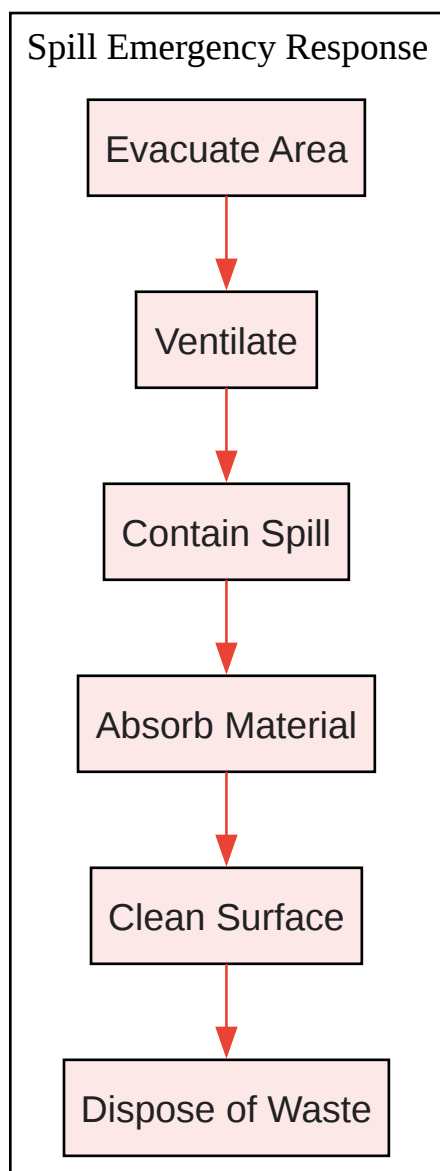 Spill Emergency Response
Evacuate Area
Ventilate
Contain Spill
Absorb Material
Clean Surface
Dispose of Waste